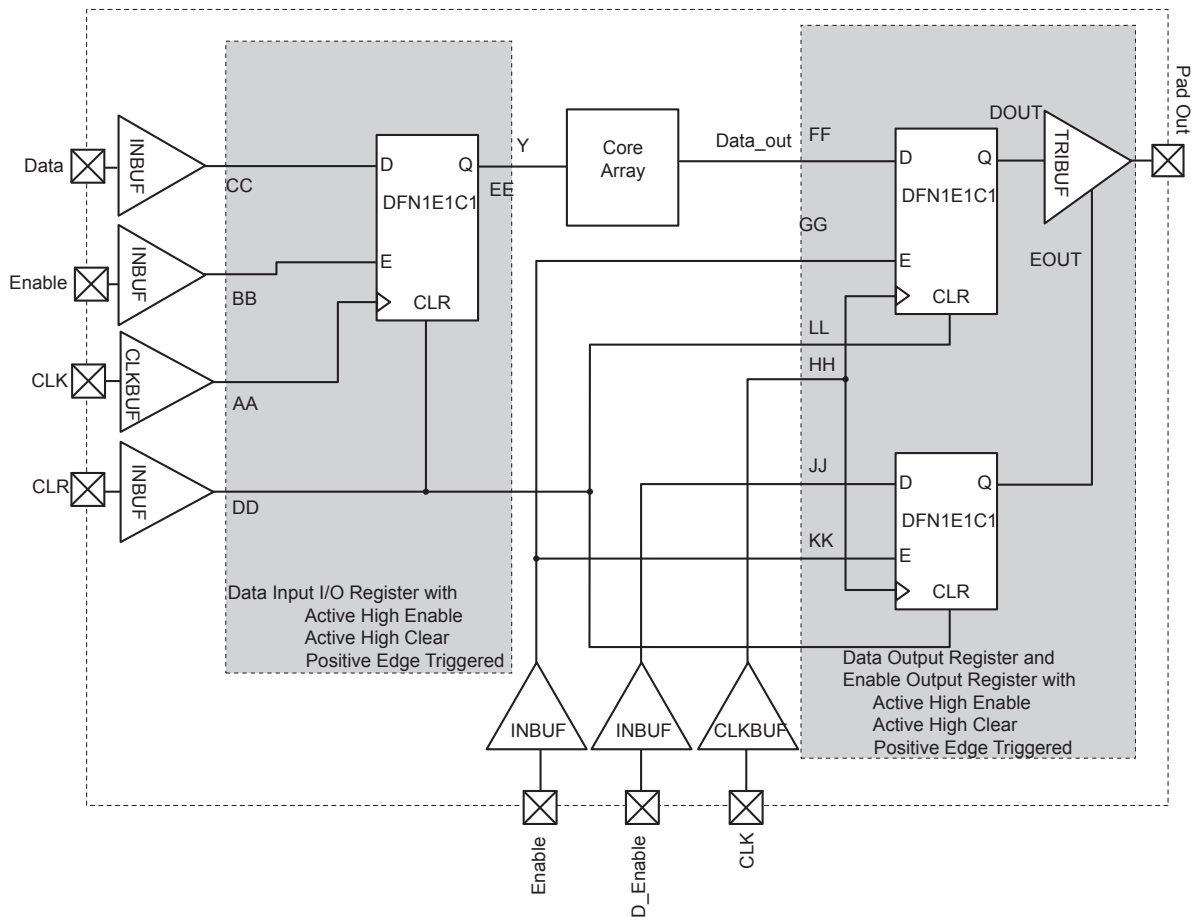 Data
INBUF
CC
Enable
INBUF
BB
CLK
CLKBUF
AA
CLR
INBUF
DD
D
Q
DFN1E1C1
E
CLR
Y
EE
Data Input I/O Register with
Active High Enable
Active High Clear
Positive Edge Triggered
Core
Array
Data_out
FF
GG
LL
HH
JJ
KK
D
Q
DFN1E1C1
E
CLR
DOUT
TRIBUF
EOUT
Pad Out
D
Q
DFN1E1C1
E
CLR
Data Output Register and
Enable Output Register with
Active High Enable
Active High Clear
Positive Edge Triggered
INBUF
INBUF
CLKBUF
Enable
D_Enable
CLK